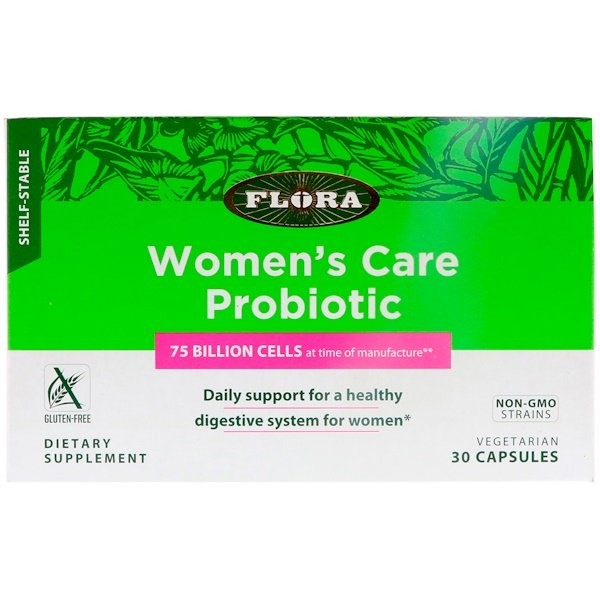 SHELF-STABLE
FLORA
Women's Care
Probiotic
75 BILLION CELLS at time of manufacture**
Daily support for a healthy
digestive system for women*
GLUTEN-FREE
DIETARY
SUPPLEMENT
NON-GMO
STRAINS
VEGETARIAN
30 CAPSULES